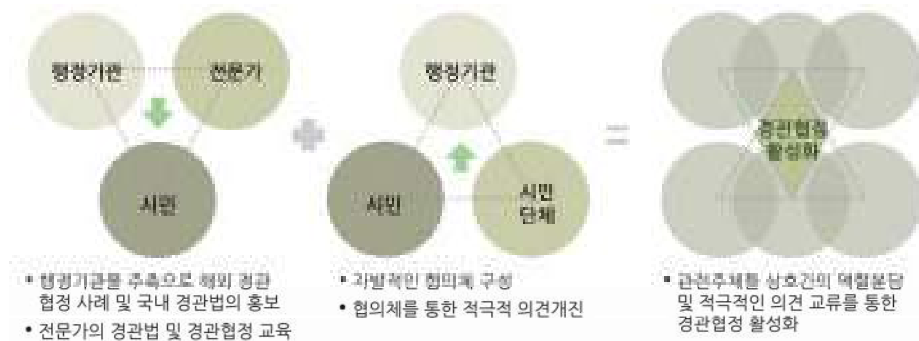 행정기관
전문가
시민
행정기관
시민
시민
단체
경관협정
활성화
• 행정기관을 주축으로 해외 경관
협정 사례 및 국내 경관법의 홍보
• 전문가의 경관법 및 경관협정 교육
• 자발적인 협의체 구성
• 협의체를 통한 적극적 의견개진
• 관련주체들 상호간의 역할분담
및 적극적인 의견 교류를 통한
경관협정 활성화